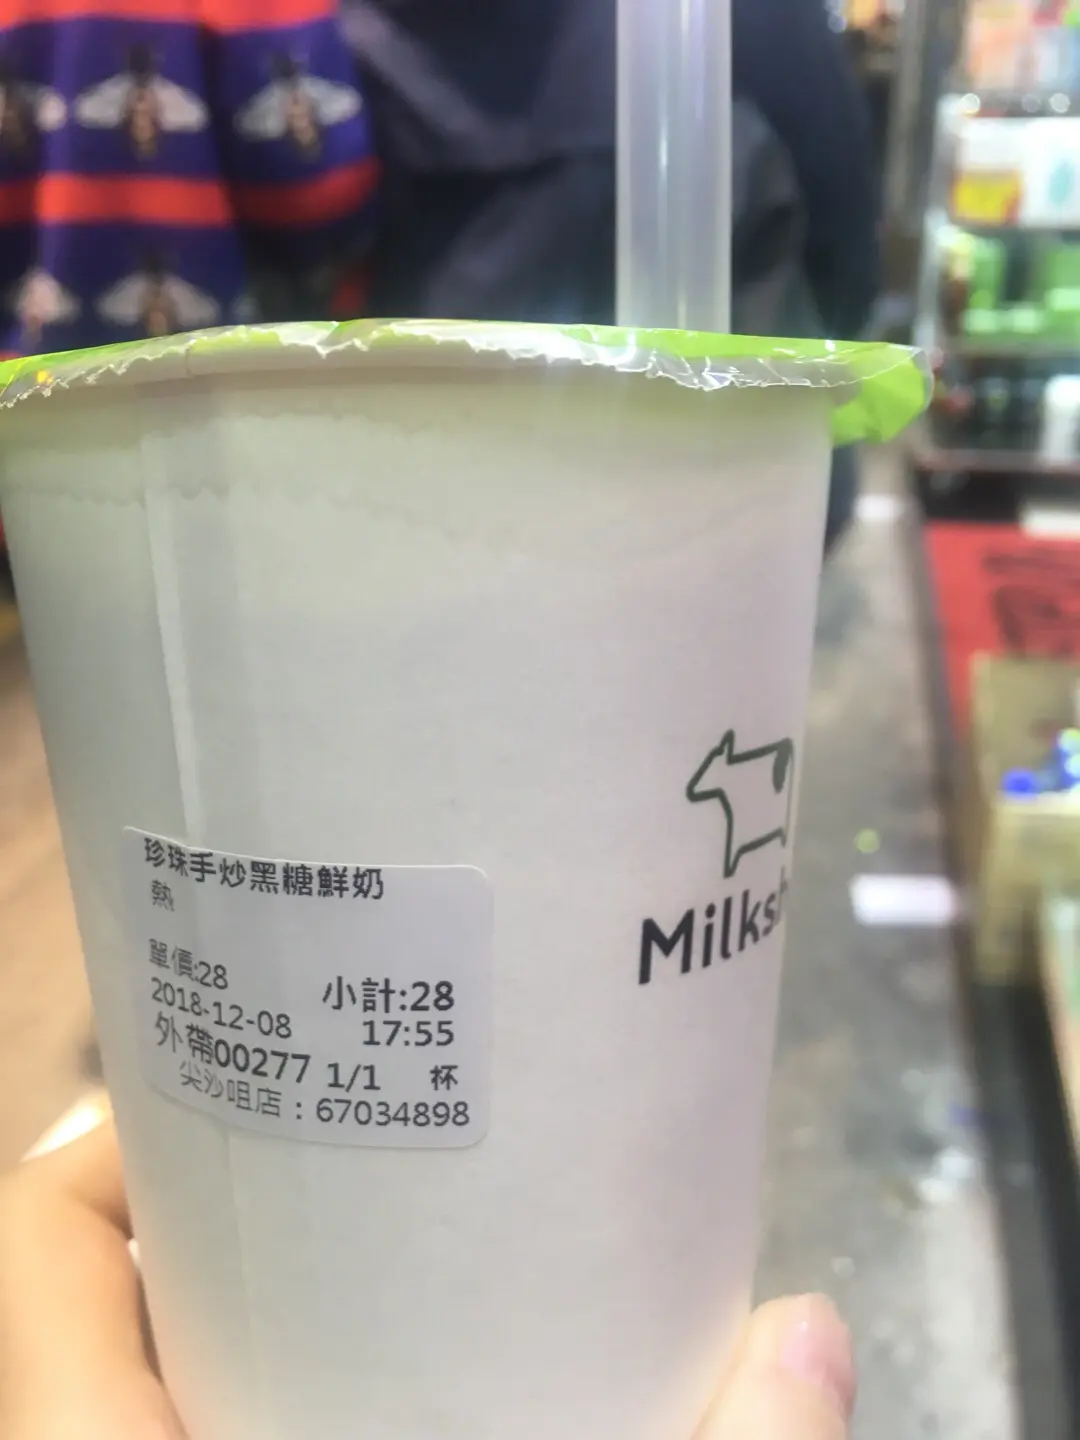 珍珠手炒黑糖鮮奶
熱
單價:28
小計:28
2018-12-08 17:55
外帶00277 1/1 杯
尖沙咀店：67034898
Milksh